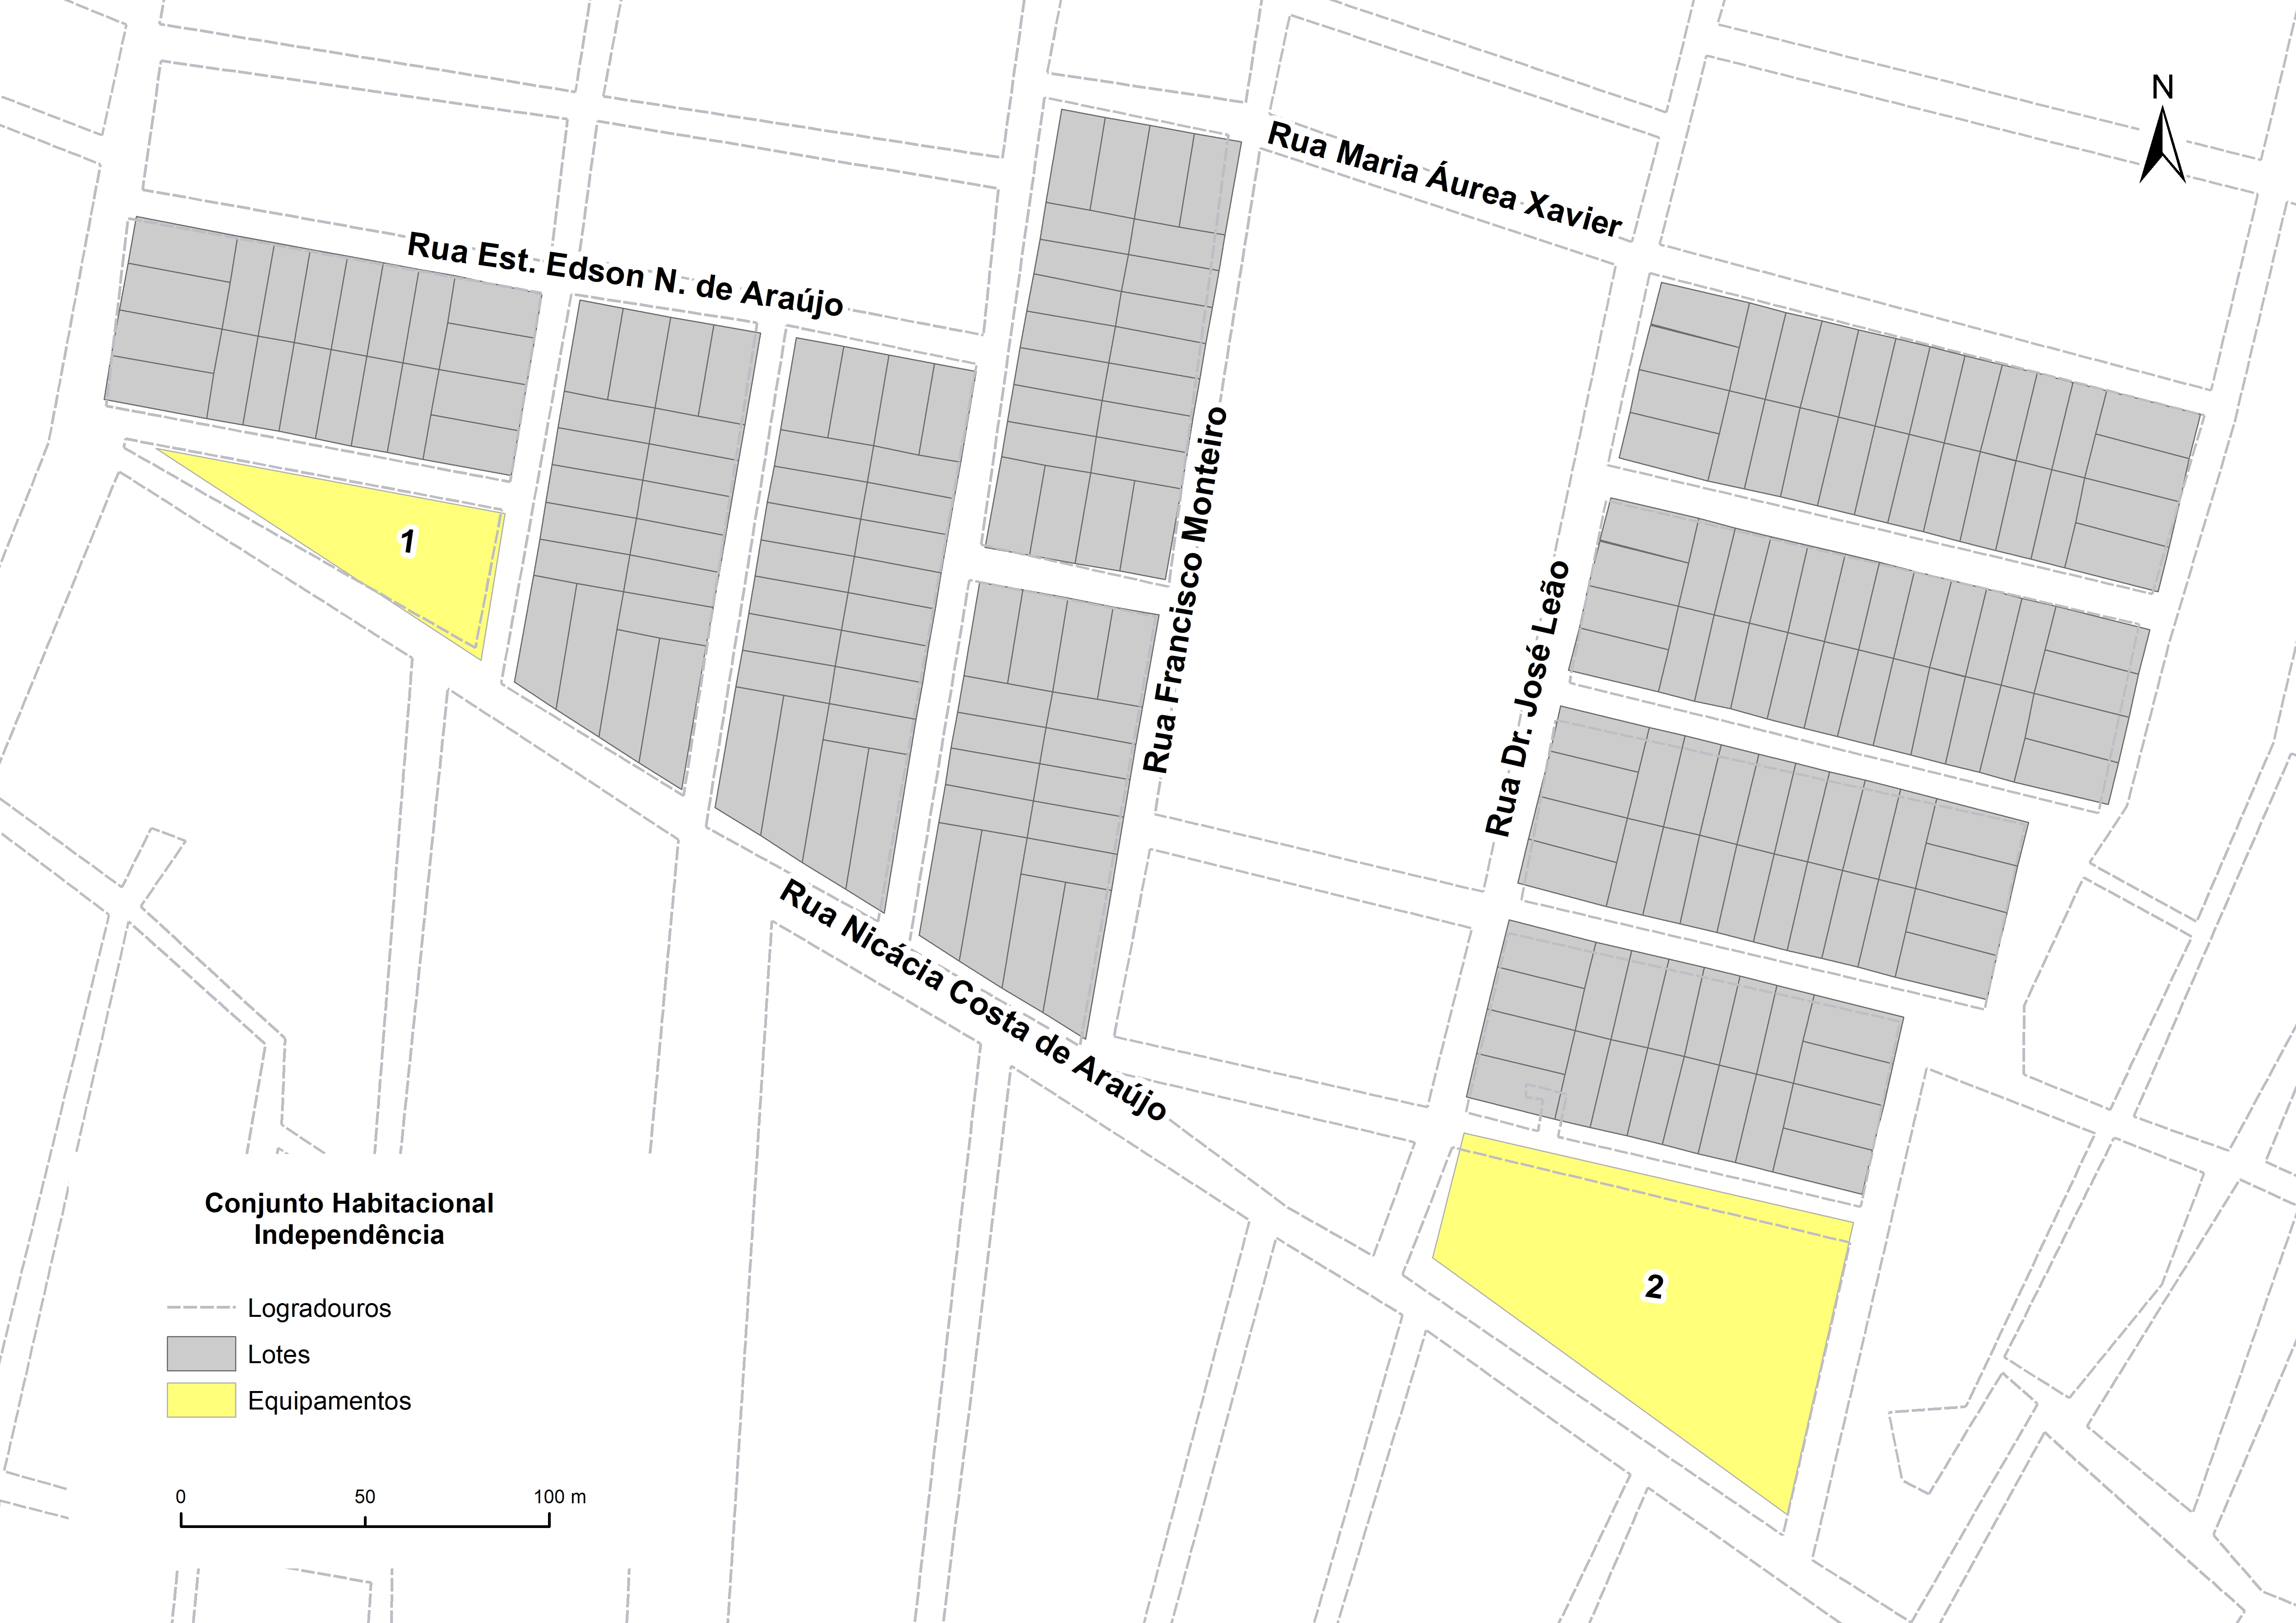 N
Rua Maria Áurea Xavier
Rua Est. Edson N. de Araújo
Rua Francisco Monteiro
Rua Dr. José Leão
1
Rua Nicácia Costa de Araújo
2
Conjunto Habitacional
Independência
Logradouros
Lotes
Equipamentos
0 50 100 m